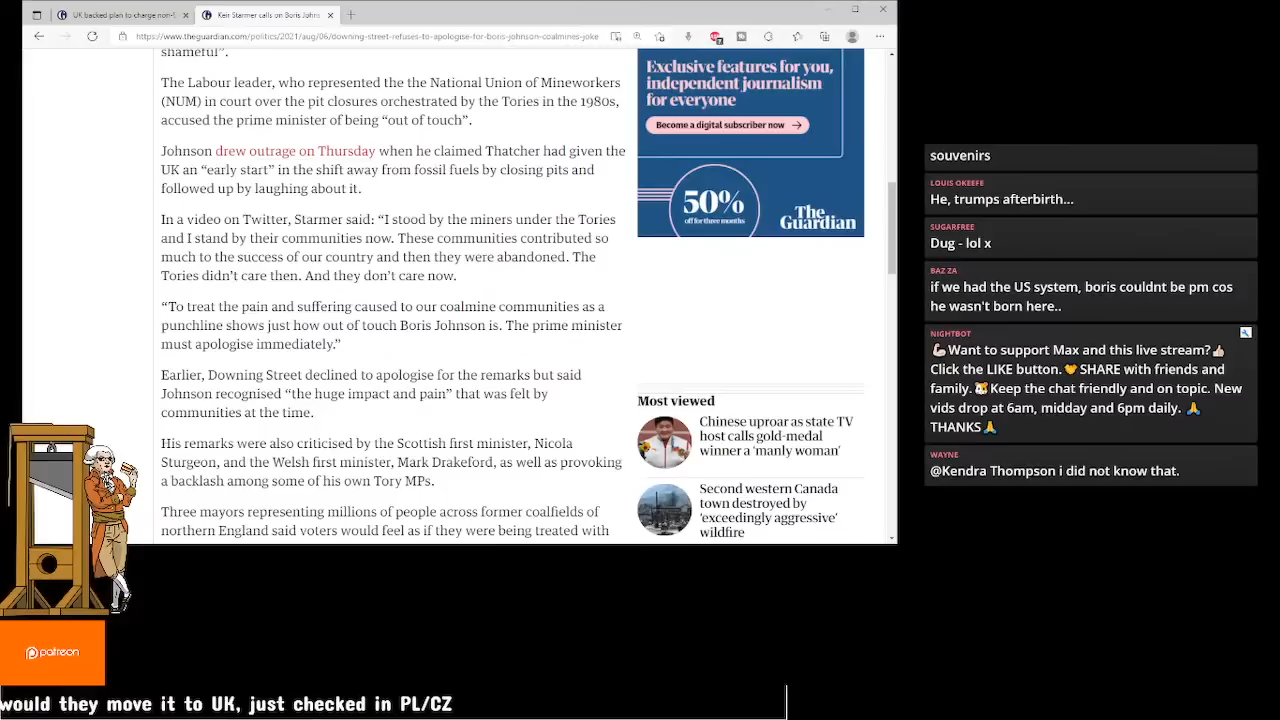 UK backed plan to charge non-
Keir Starmer calls on Boris Johns
https://www.theguardian.com/politics/2021/aug/06/downing-street-refuses-to-apologise-for-boris-johnson-coalmines-joke
shameful”.
The Labour leader, who represented the the National Union of Mineworkers
(NUM) in court over the pit closures orchestrated by the Tories in the 1980s,
accused the prime minister of being “out of touch”.
Johnson drew outrage on Thursday when he claimed Thatcher had given the
UK an “early start” in the shift away from fossil fuels by closing pits and
followed up by laughing about it.
In a video on Twitter, Starmer said: “I stood by the miners under the Tories
and I stand by their communities now. These communities contributed so
much to the success of our country and then they were abandoned. The
Tories didn’t care then. And they don’t care now.
“To treat the pain and suffering caused to our coalmine communities as a
punchline shows just how out of touch Boris Johnson is. The prime minister
must apologise immediately.”
Earlier, Downing Street declined to apologise for the remarks but said
Johnson recognised “the huge impact and pain” that was felt by
communities at the time.
His remarks were also criticised by the Scottish first minister, Nicola
Sturgeon, and the Welsh first minister, Mark Drakeford, as well as provoking
a backlash among some of his own Tory MPs.
Three mayors representing millions of people across former coalfields of
northern England said voters would feel as if they were being treated with
Exclusive features for you,
independent journalism
for everyone
Become a digital subscriber now
50%
off for three months
The
Guardian
Most viewed
Chinese uproar as state TV
host calls gold-medal
winner a ‘manly woman’
Second western Canada
town destroyed by
‘exceedingly aggressive’
wildfire
souvenirs
LOUIS OKEEFE
He, trumps afterbirth...
SUGARFREE
Dug - lol x
BAZ ZA
if we had the US system, boris couldnt be pm cos
he wasn't born here..
NIGHTBOT
💪🏻Want to support Max and this live stream?👍🏻
Click the LIKE button.🧡SHARE with friends and
family.🐹Keep the chat friendly and on topic. New
vids drop at 6am, midday and 6pm daily. 🙏
THANKS🙏
WAYNE
@Kendra Thompson i did not know that.
patreon
would they move it to UK, just checked in PL/CZ